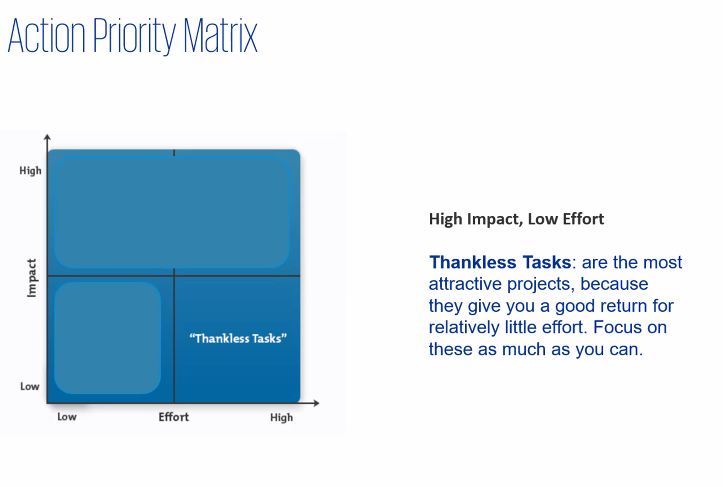 Action Priority Matrix
High
Impact
Low
"Thankless Tasks"
Low
Effort
High
High Impact, Low Effort
Thankless Tasks: are the most
attractive projects, because
they give you a good return for
relatively little effort. Focus on
these as much as you can.